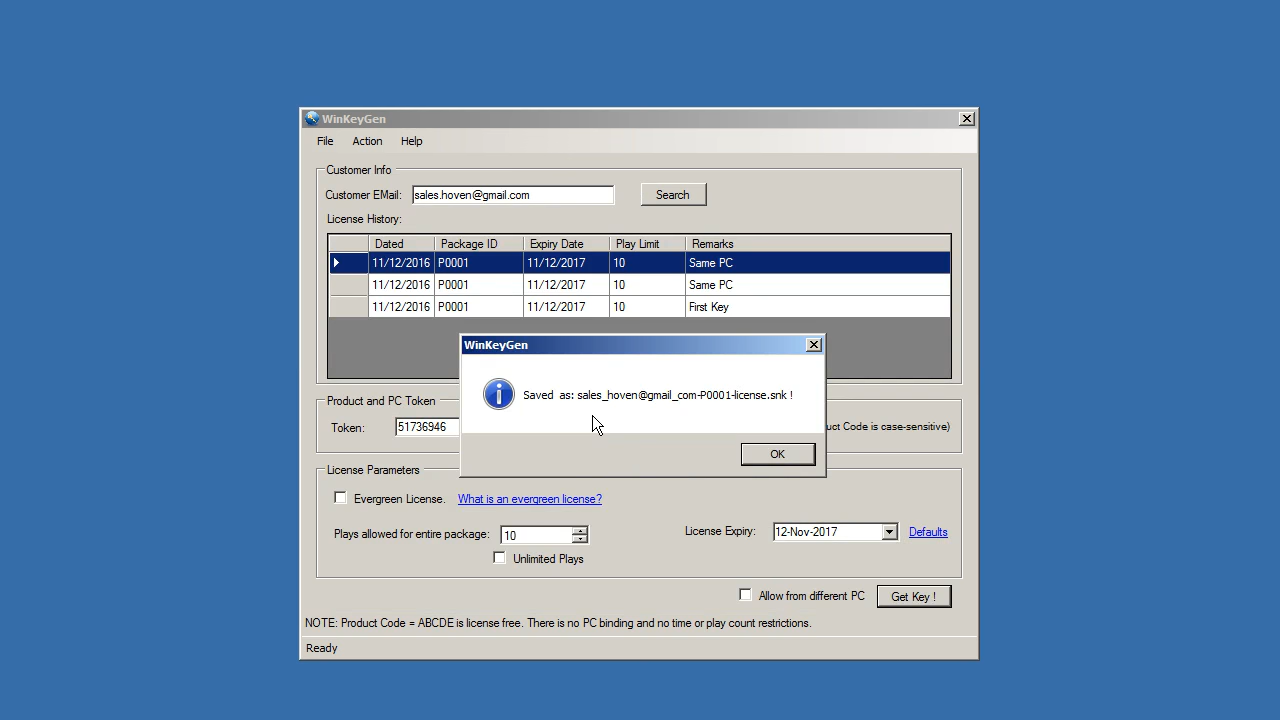 WinKeyGen
File Action Help
Customer Info
Customer EMail: sales.hoven@gmail.com Search
License History:
Dated Package ID Expiry Date Play Limit Remarks
11/12/2016 P0001 11/12/2017 10 Same PC
11/12/2016 P0001 11/12/2017 10 Same PC
11/12/2016 P0001 11/12/2017 10 First Key
WinKeyGen
Saved as: sales_hoven@gmail_com-P0001-license.snk !
OK
Product and PC Token
Token: 51736946 uct Code is case-sensitive)
License Parameters
Evergreen License. What is an evergreen license?
Plays allowed for entire package: 10 License Expiry: 12-Nov-2017 Defaults
Unlimited Plays
Allow from different PC Get Key !
NOTE: Product Code = ABCDE is license free. There is no PC binding and no time or play count restrictions.
Ready